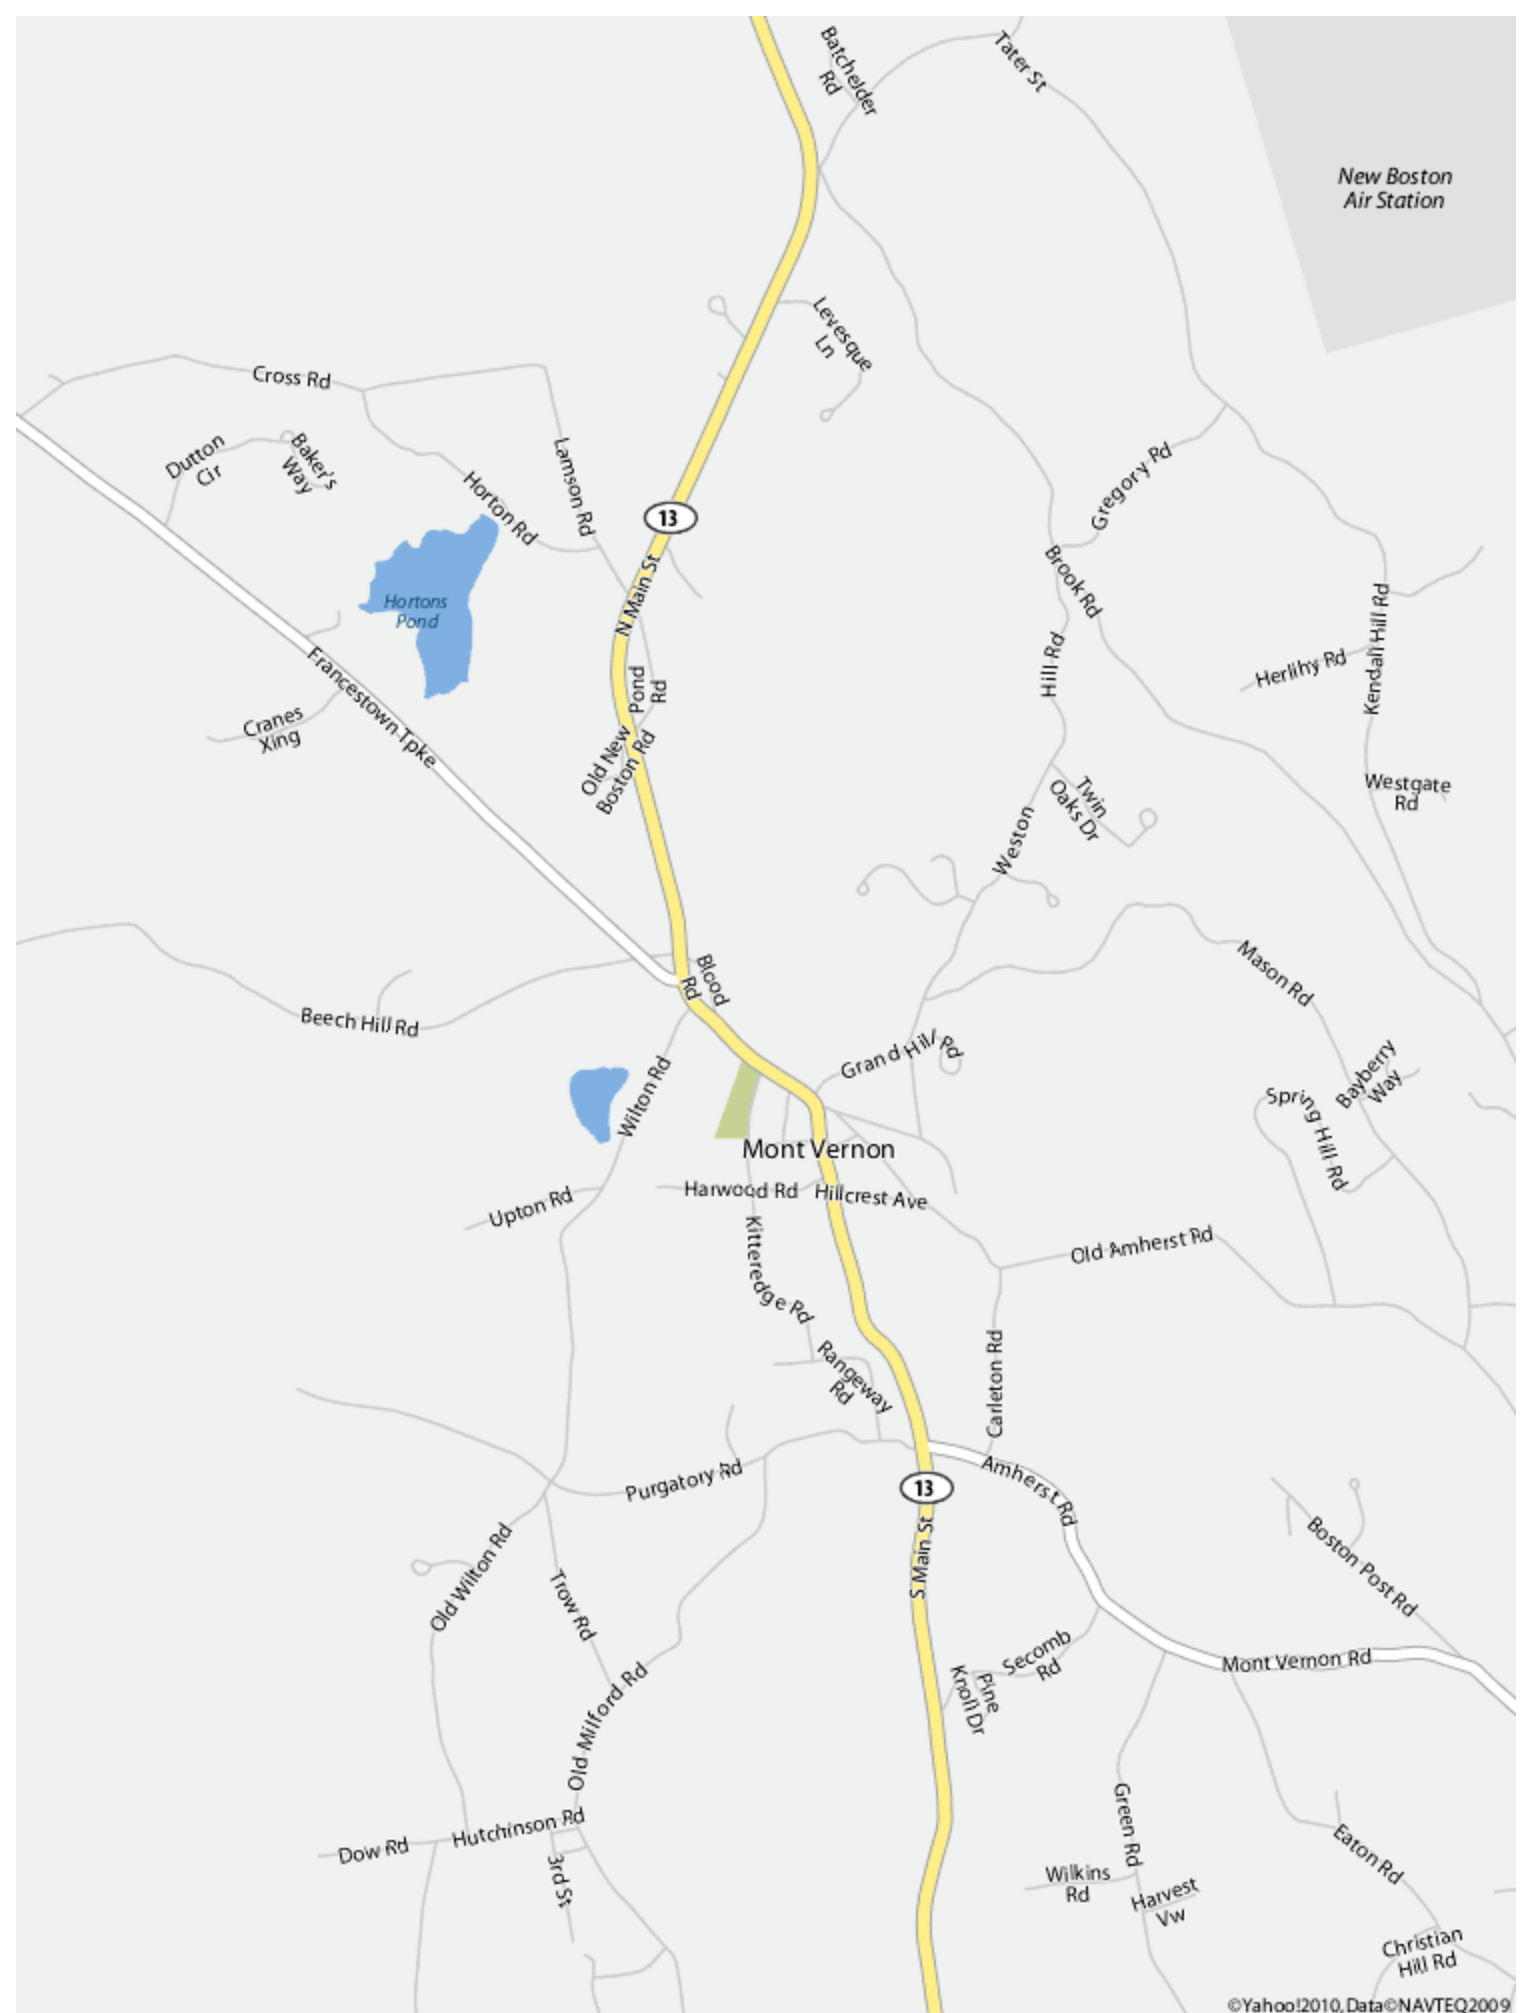 Batchelder
Rd
Tater St
New Boston
Air Station
Levesque
Ln
Cross Rd
Dutton
Cir
Baker's
Way
Horton Rd
Lamson Rd
13
Gregory Rd
Hortons
Pond
N Main St
Brook Rd
Herlihy Rd
Kendall Hill Rd
Francestown Tpke
Cranes
Xing
Pond
Rd
Old New
Boston Rd
Hill Rd
Weston
Twin
Oaks Dr
Westgate
Rd
Blood
Rd
Mason Rd
Beech Hill Rd
Grand Hill Rd
Wilton Rd
Bayberry
Way
Spring Hill Rd
Mont Vernon
Upton Rd
Harwood Rd
Hillcrest Ave
Kitteredge Rd
Old Amherst Rd
Rangeway
Rd
Carleton Rd
Purgatory Rd
Amherst Rd
13
S Main St
Old Wilton Rd
Trow Rd
Boston Post Rd
Secomb
Rd
Pine
Knoll Dr
Mont Vernon Rd
Old Milford Rd
Green Rd
Dow Rd
Hutchinson Rd
3rd St
Eaton Rd
Wilkins
Rd
Harvest
Vw
Christian
Hill Rd
©Yahoo!2010, Data©NAVTEQ2009